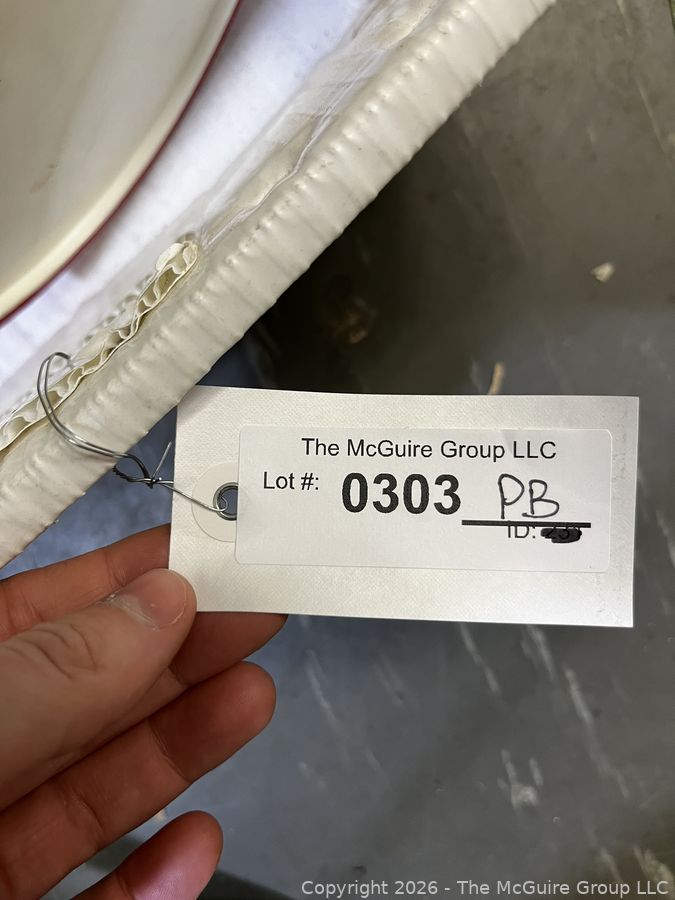 The McGuire Group LLC
Lot #: 0303 PB
ID:
Copyright 2026 - The McGuire Group LLC